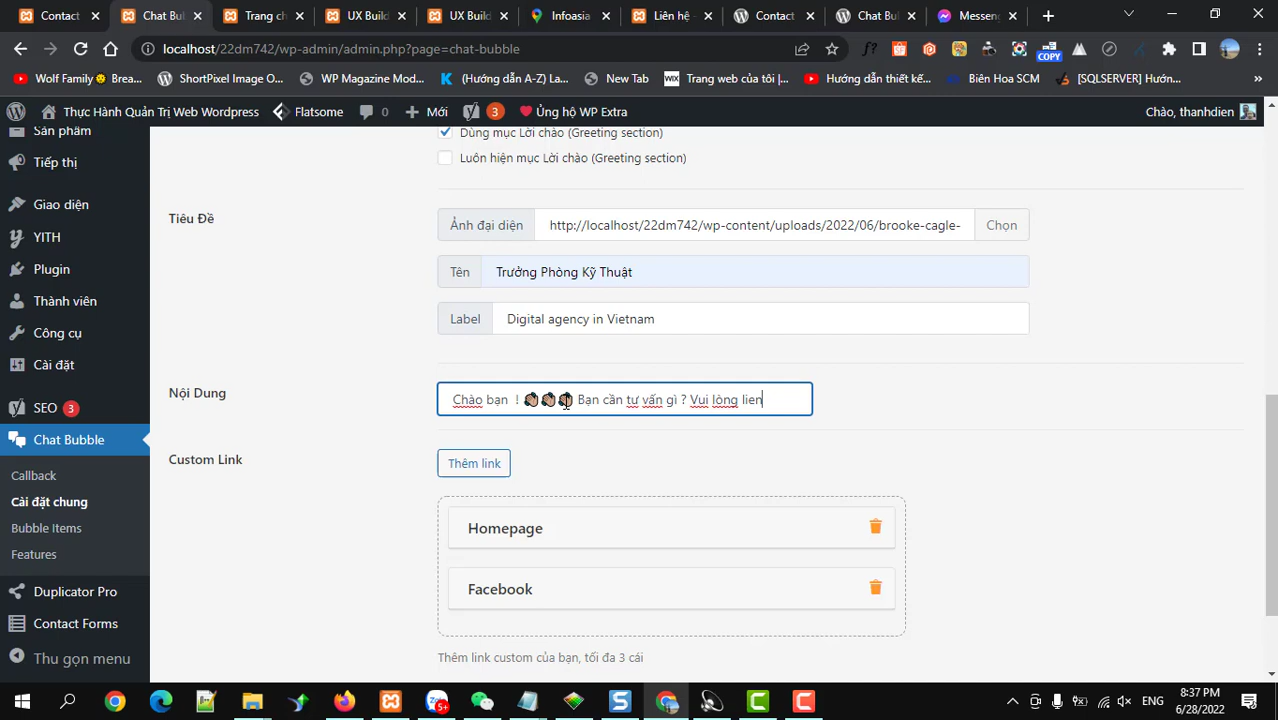 Contact
Chat Bub
Trang ch
UX Build
UX Build
Infoasia
Liên hệ -
Contact
Chat Bub
Messen
localhost/22dm742/wp-admin/admin.php?page=chat-bubble
COPY
Wolf Family Brea...
ShortPixel Image O...
WP Magazine Mod...
(Hướng dẫn A-Z) La...
New Tab
WIX
Trang web của tôi |...
Hướng dẫn thiết kế...
Biên Hoa SCM
[SQLSERVER] Hướn...
»
Thực Hành Quản Trị Web Wordpress
Flatsome
0
Mới
3
Ủng hộ WP Extra
Chào, thanhdien
Sản phẩm
Tiếp thị
Giao diện
YITH
Plugin
Thành viên
Công cụ
Cài đặt
SEO 3
Chat Bubble
Callback
Cài đặt chung
Bubble Items
Features
Duplicator Pro
Contact Forms
Thu gọn menu
Dùng mục Lời chào (Greeting section)
Luôn hiện mục Lời chào (Greeting section)
Tiêu Đề
Ảnh đại diện
http://localhost/22dm742/wp-content/uploads/2022/06/brooke-cagle-
Chọn
Tên
Trưởng Phòng Kỹ Thuật
Label
Digital agency in Vietnam
Nội Dung
Chào bạn ! 👏🏽👏🏽👏🏽 Bạn cần tư vấn gì ? Vui lòng lien
Custom Link
Thêm link
Homepage
Facebook
Thêm link custom của bạn, tối đa 3 cái
5+
ENG
8:37 PM
6/28/2022